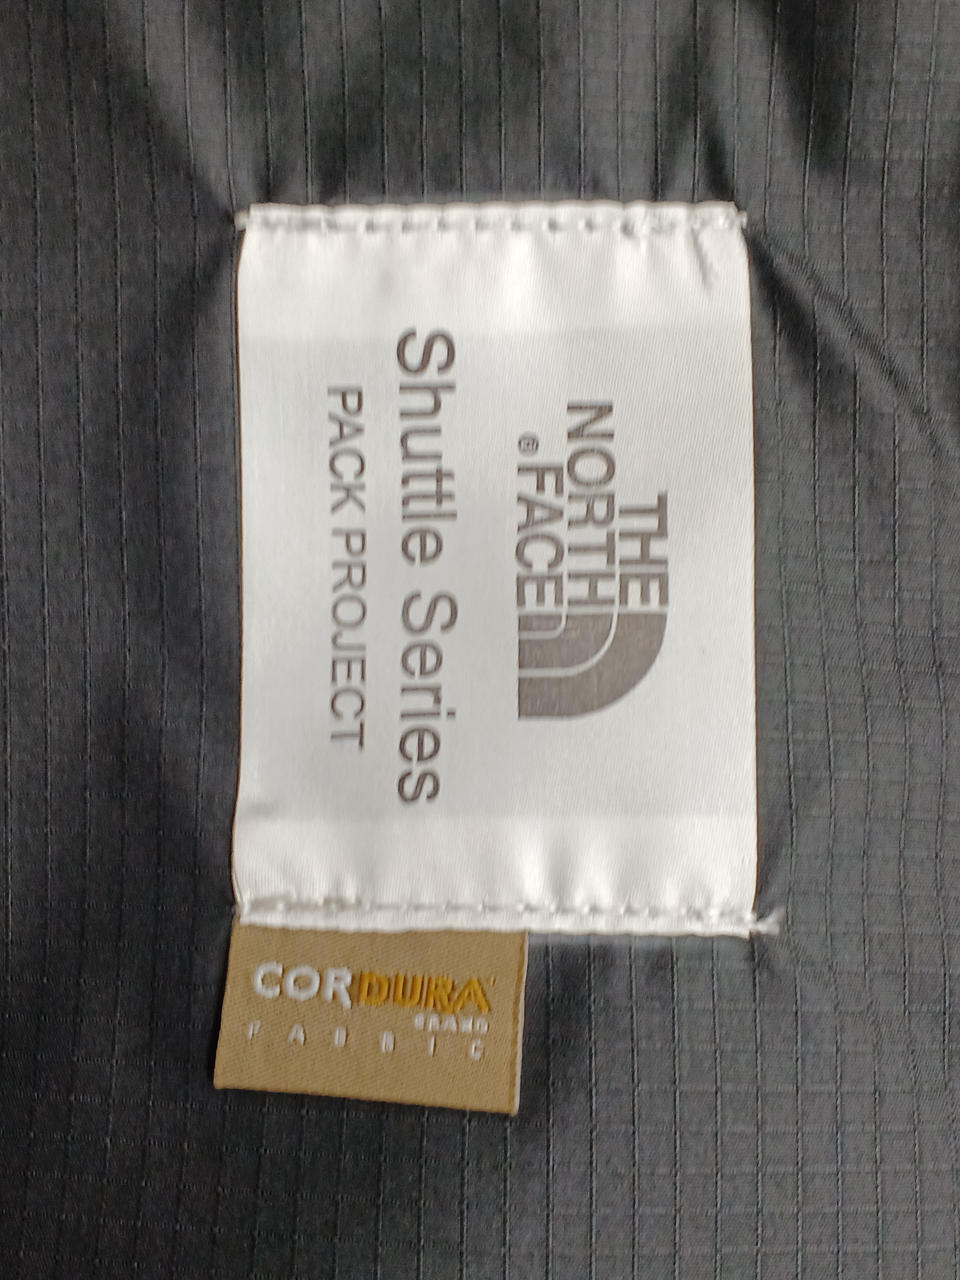 THE
NORTH
® FACE
Shuttle Series
PACK PROJECT
CORDURA
BRAND
FABRIC